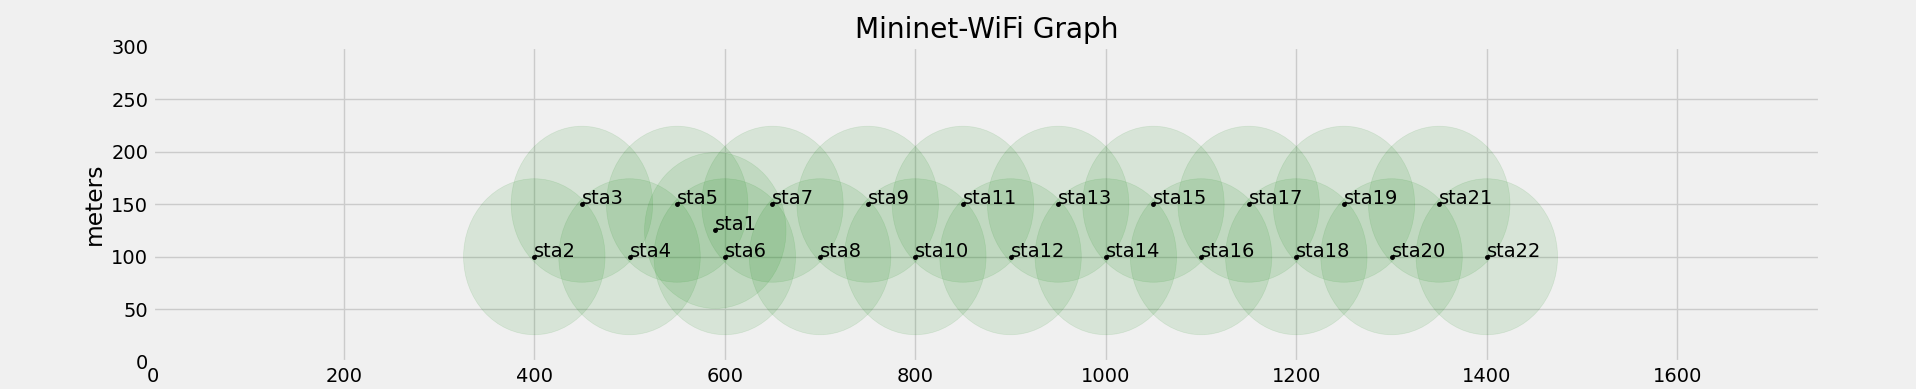 Mininet-WiFi Graph
300
250
200
150
100
50
0
meters
sta3 sta5 sta7 sta9 sta11 sta13 sta15 sta17 sta19 sta21
sta1
sta2 sta4 sta6 sta8 sta10 sta12 sta14 sta16 sta18 sta20 sta22
0 200 400 600 800 1000 1200 1400 1600